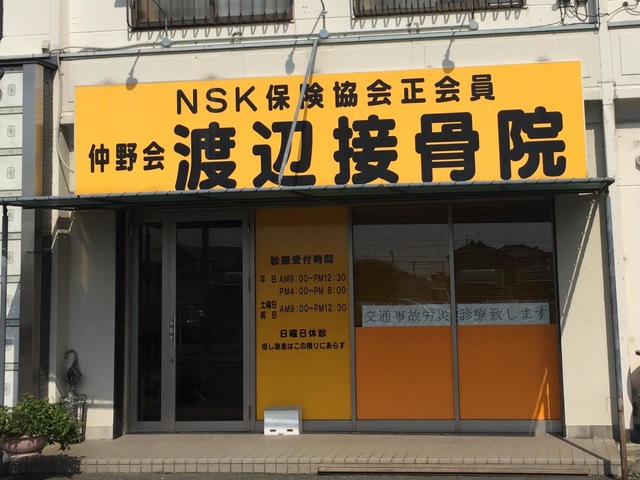 NSK保険協会正会員
仲野会 渡辺接骨院
診療受付時間
平日 AM9:00~PM12:30
PM4:00~PM 8:00
土曜日
祝日 AM9:00~PM12:30
日曜日休診
但し急患はこの限りにあらず
交通事故労災診療致します